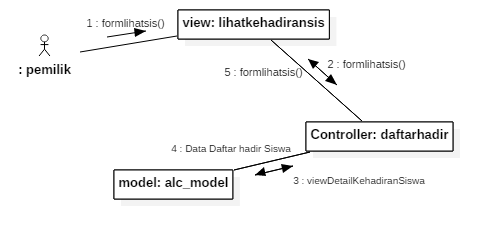 1 : formlihatsis()
view: lihatkehadiransis
: pemilik
2 : formlihatsis()
5 : formlihatsis()
Controller: daftarhadir
4 : Data Daftar hadir Siswa
model: alc_model
3 : viewDetailKehadiranSiswa